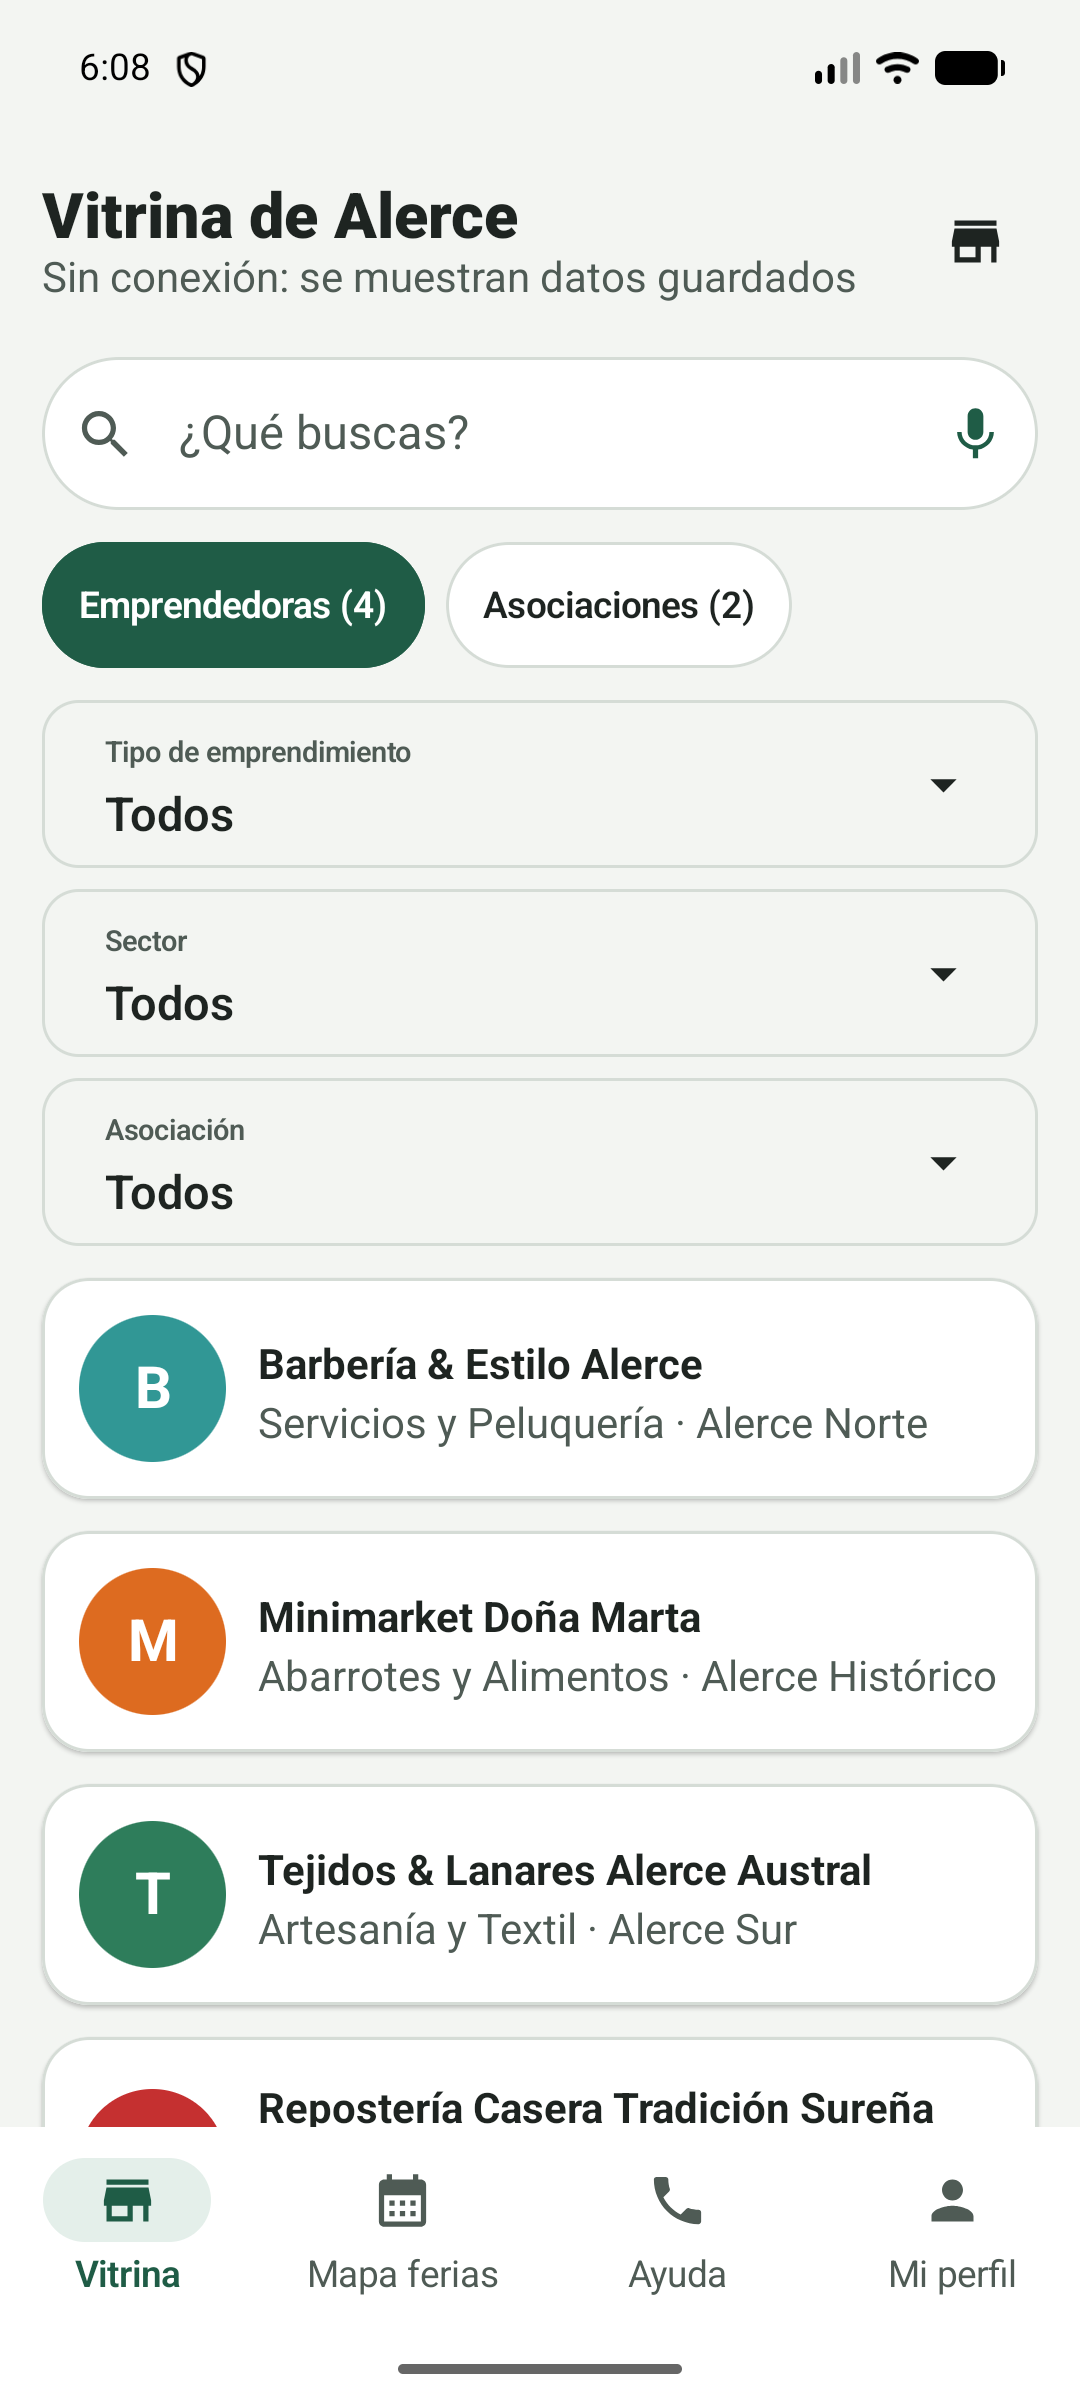 6:08
Vitrina de Alerce
Sin conexión: se muestran datos guardados
¿Qué buscas?
Emprendedoras (4)
Asociaciones (2)
Tipo de emprendimiento
Todos
Sector
Todos
Asociación
Todos
B
Barbería & Estilo Alerce
Servicios y Peluquería · Alerce Norte
M
Minimarket Doña Marta
Abarrotes y Alimentos · Alerce Histórico
T
Tejidos & Lanares Alerce Austral
Artesanía y Textil · Alerce Sur
Repostería Casera Tradición Sureña
Vitrina
Mapa ferias
Ayuda
Mi perfil